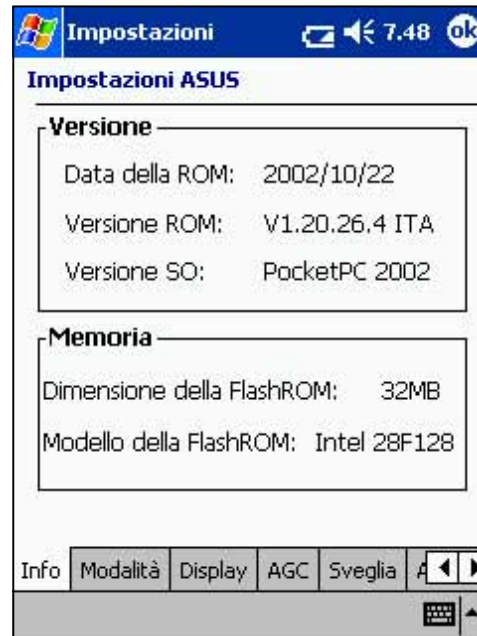 Impostazioni 7.48 ok
Impostazioni ASUS
Versione
Data della ROM: 2002/10/22
Versione ROM: V1.20.26.4 ITA
Versione SO: PocketPC 2002
Memoria
Dimensione della FlashROM: 32MB
Modello della FlashROM: Intel 28F128
Info Modalità Display AGC Sveglia